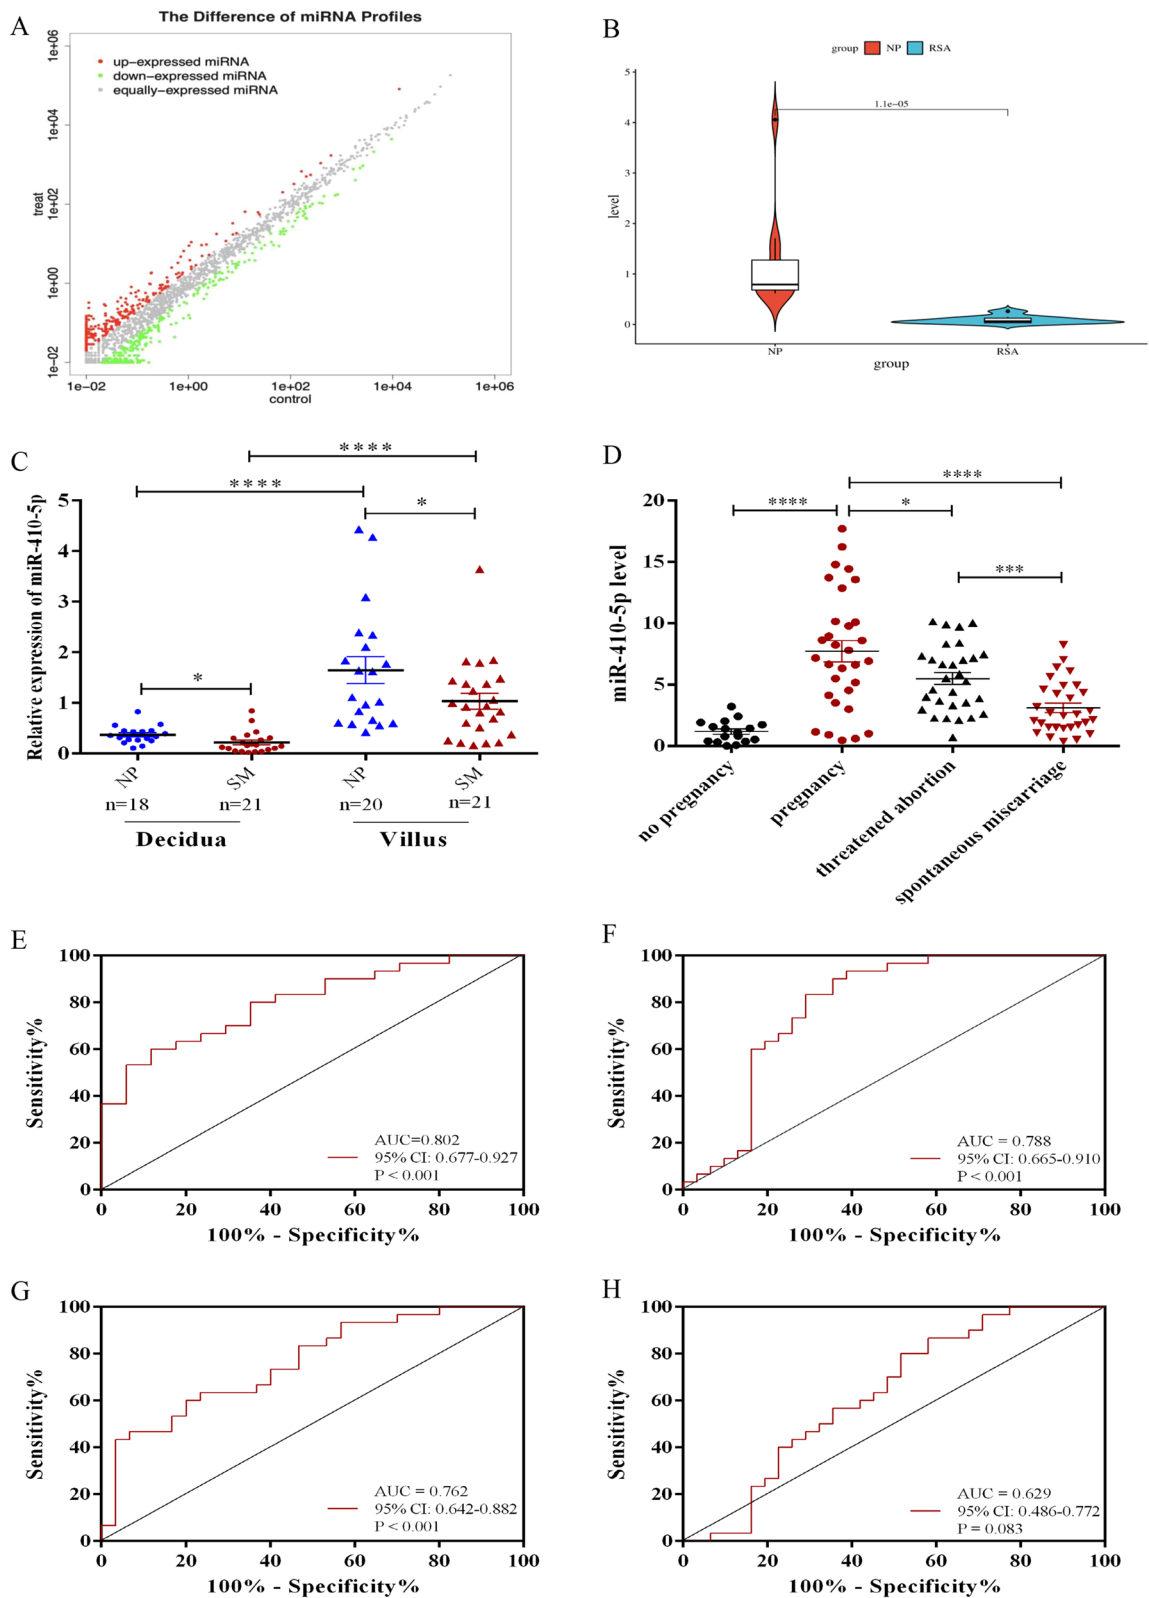 A
The Difference of miRNA Profiles
up-expressed miRNA
down-expressed miRNA
equally-expressed miRNA
treat
1e+06
1e+04
1e+02
1e+00
1e-02
1e-02 1e+00 1e+02 1e+04 1e+06
control
B
group NP RSA
1.1e-05
level
5
4
3
2
1
0
NP RSA
group
C
****
****
*
*
Relative expression of miR-410-5p
5
4
3
2
1
0
NP SM NP SM
n=18 n=21 n=20 n=21
Decidua Villus
D
****
**** *
***
miR-410-5p level
20
15
10
5
0
no pregnancy
pregnancy
threatened abortion
spontaneous miscarriage
E
Sensitivity%
100
80
60
40
20
0
AUC=0.802
95% CI: 0.677-0.927
P < 0.001
0 20 40 60 80 100
100% - Specificity%
F
Sensitivity%
100
80
60
40
20
0
AUC = 0.788
95% CI: 0.665-0.910
P < 0.001
0 20 40 60 80 100
100% - Specificity%
G
Sensitivity%
100
80
60
40
20
0
AUC = 0.762
95% CI: 0.642-0.882
P < 0.001
0 20 40 60 80 100
100% - Specificity%
H
Sensitivity%
100
80
60
40
20
0
AUC = 0.629
95% CI: 0.486-0.772
P = 0.083
0 20 40 60 80 100
100% - Specificity%